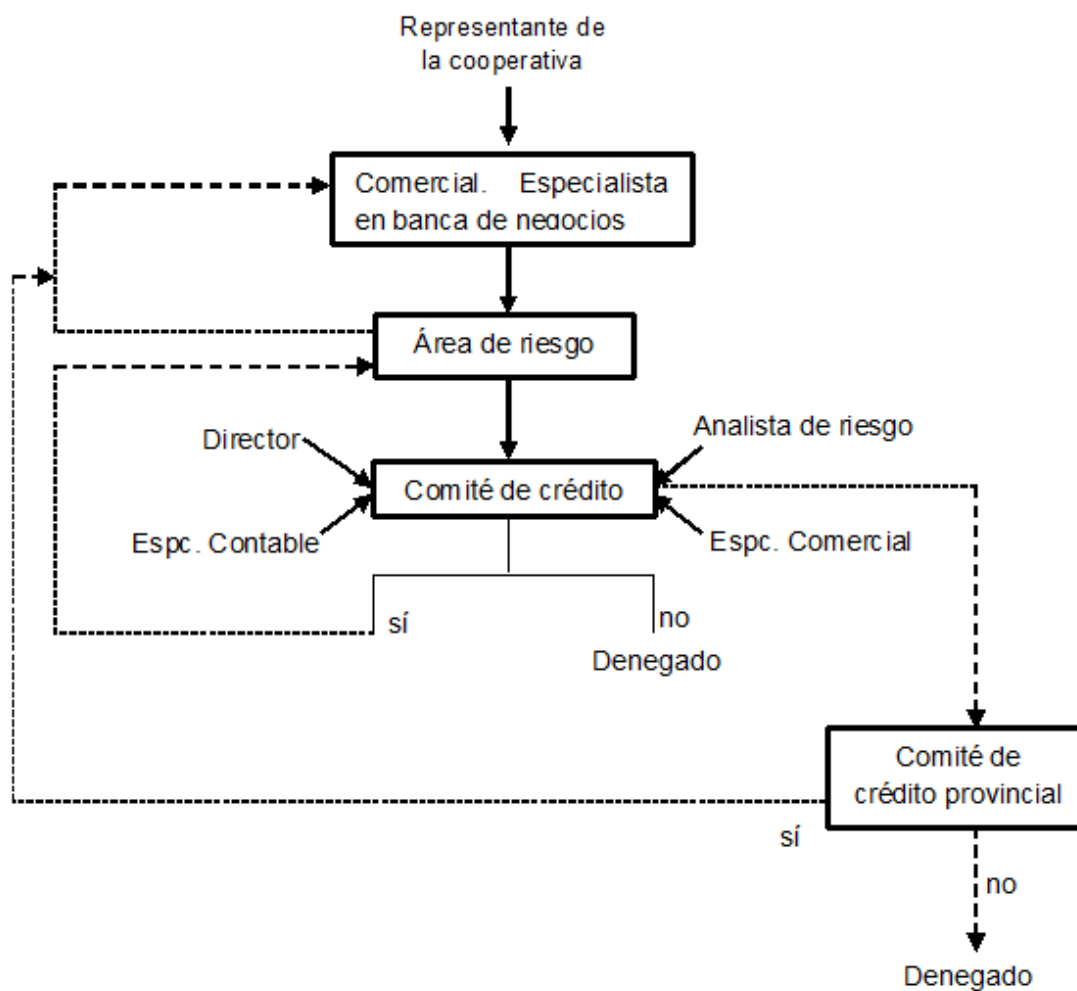 Representante de
la cooperativa
Comercial. Especialista
en banca de negocios
Área de riesgo
Director
Analista de riesgo
Comité de crédito
Espc. Contable
Espc. Comercial
sí
no
Denegado
Comité de
crédito provincial
sí
no
Denegado